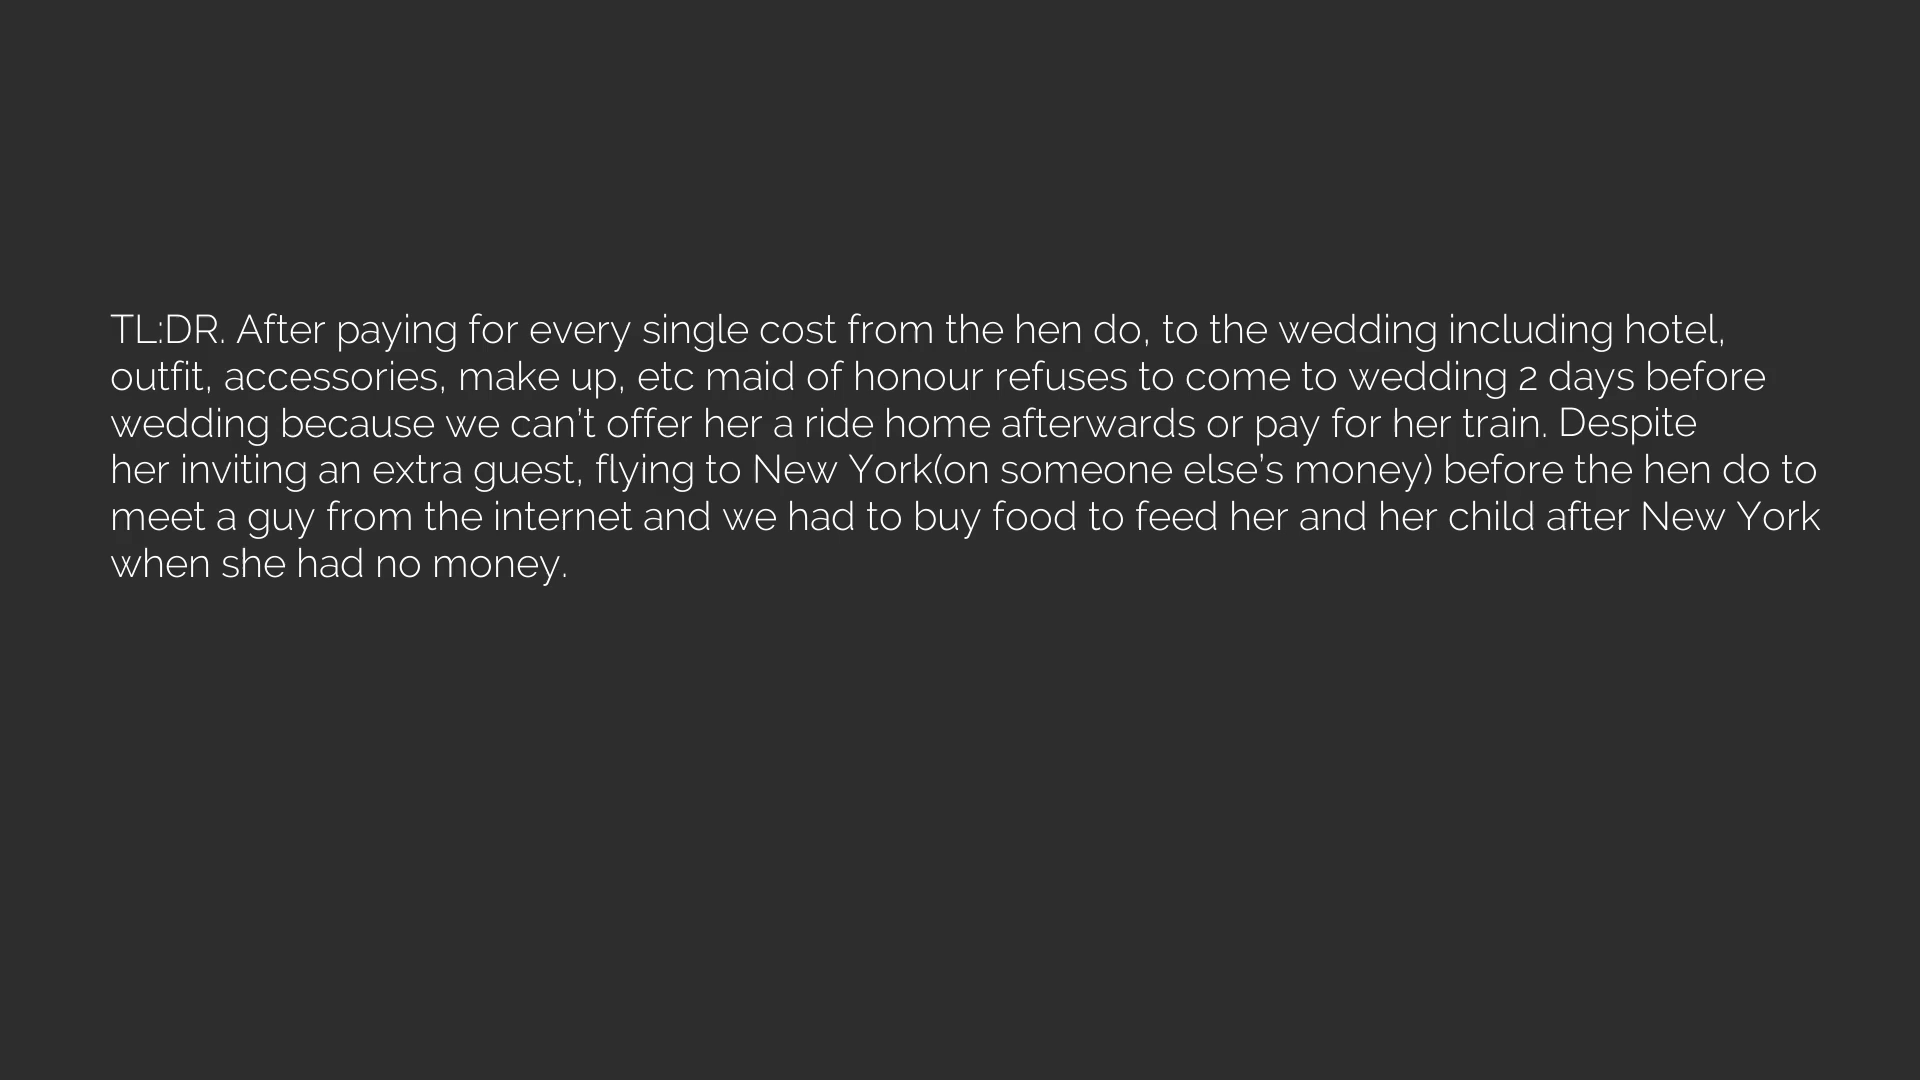 TL:DR. After paying for every single cost from the hen do, to the wedding including hotel,
outfit, accessories, make up, etc maid of honour refuses to come to wedding 2 days before
wedding because we can’t offer her a ride home afterwards or pay for her train. Despite
her inviting an extra guest, flying to New York(on someone else’s money) before the hen do to
meet a guy from the internet and we had to buy food to feed her and her child after New York
when she had no money.